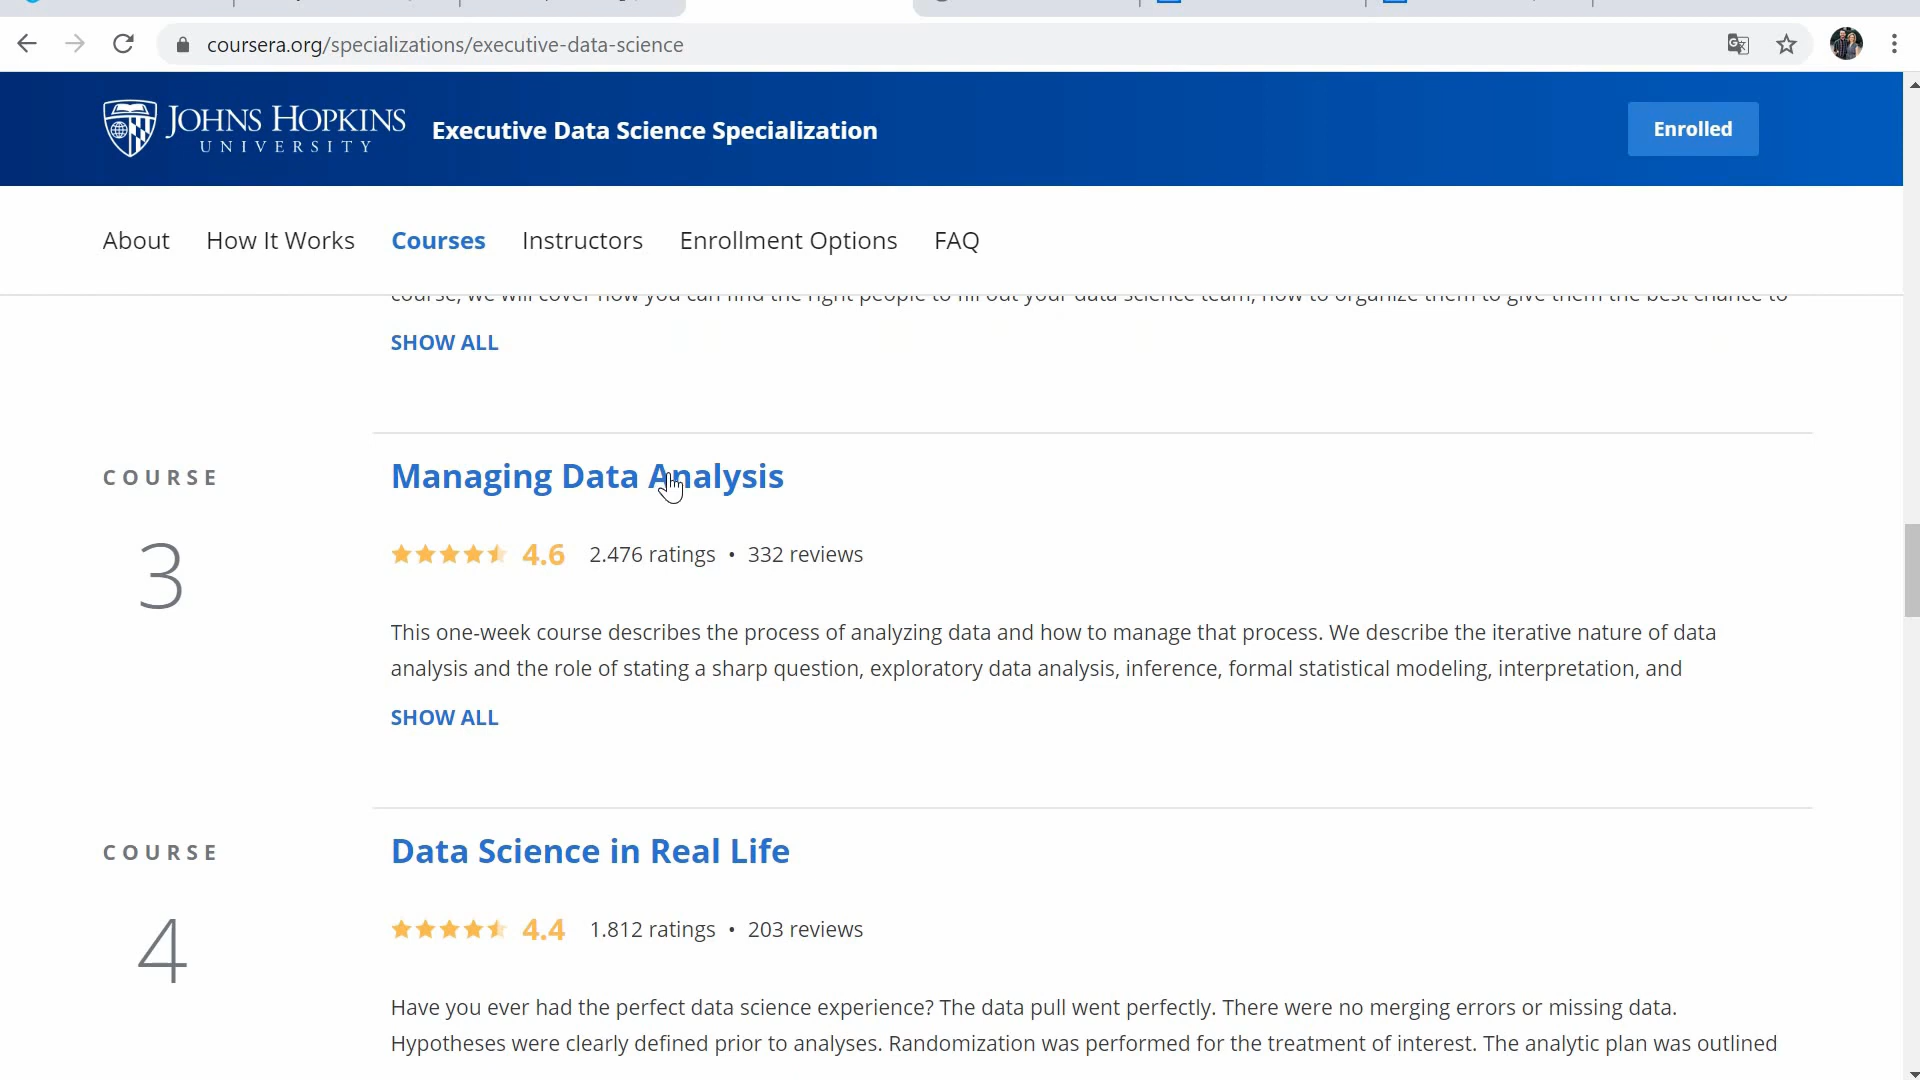 coursera.org/specializations/executive-data-science
JOHNS HOPKINS
UNIVERSITY
Executive Data Science Specialization
Enrolled
About How It Works Courses Instructors Enrollment Options FAQ
course, we will cover how you can find the right people to fill out your data science team, how to organize them to give them the best chance to
SHOW ALL
COURSE
3
Managing Data Analysis
4.6 2.476 ratings • 332 reviews
This one-week course describes the process of analyzing data and how to manage that process. We describe the iterative nature of data
analysis and the role of stating a sharp question, exploratory data analysis, inference, formal statistical modeling, interpretation, and
SHOW ALL
COURSE
4
Data Science in Real Life
4.4 1.812 ratings • 203 reviews
Have you ever had the perfect data science experience? The data pull went perfectly. There were no merging errors or missing data.
Hypotheses were clearly defined prior to analyses. Randomization was performed for the treatment of interest. The analytic plan was outlined